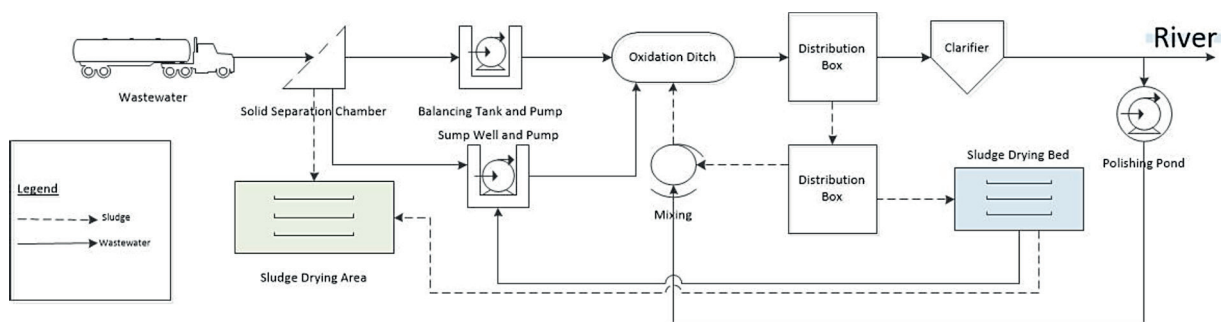 River
Wastewater
Solid Separation Chamber
Balancing Tank and Pump
Oxidation Ditch
Distribution
Box
Clarifier
Sump Well and Pump
Polishing Pond
Legend
Sludge
Wastewater
Sludge Drying Area
Mixing
Distribution
Box
Sludge Drying Bed